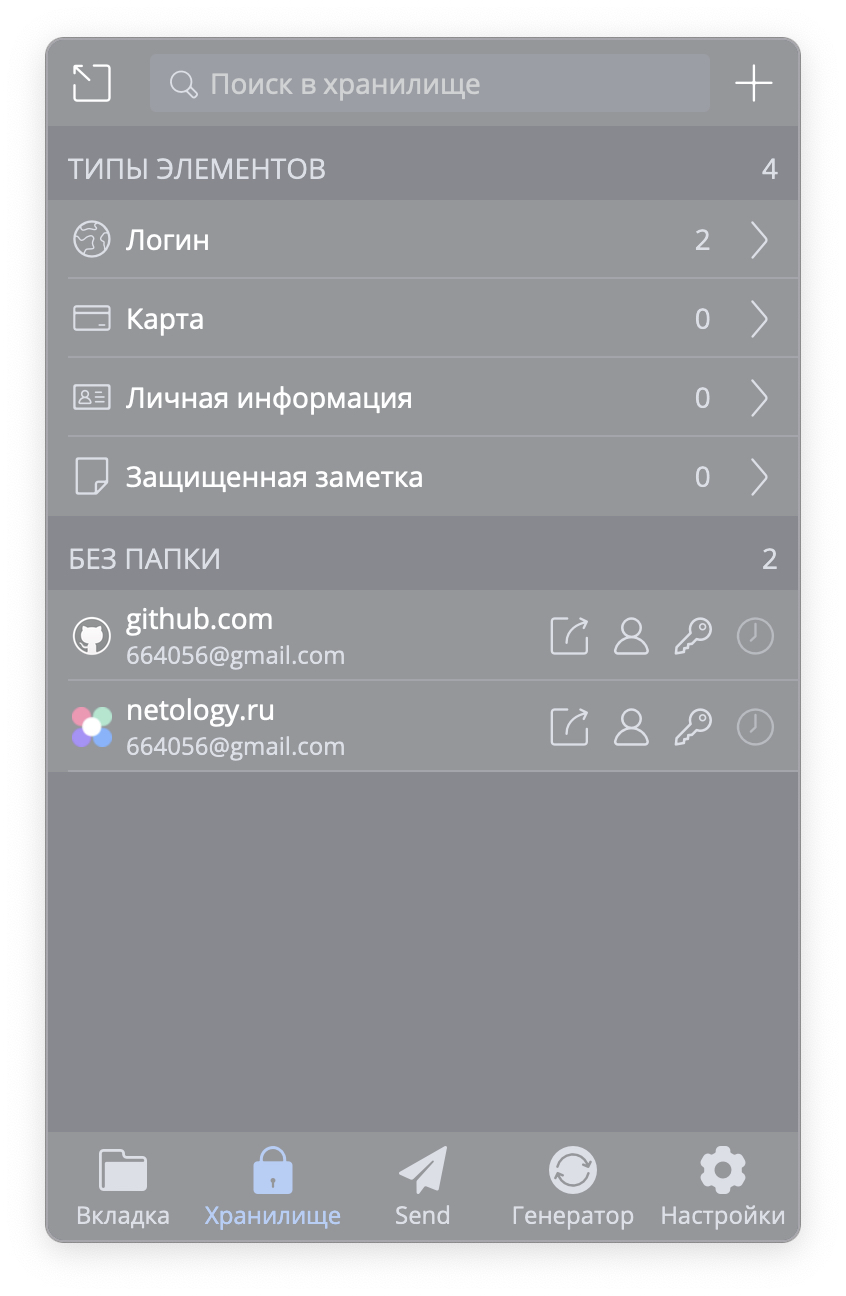 Поиск в хранилище
ТИПЫ ЭЛЕМЕНТОВ 4
Логин 2
Карта 0
Личная информация 0
Защищенная заметка 0
БЕЗ ПАПКИ 2
github.com
664056@gmail.com
netology.ru
664056@gmail.com
Вкладка Хранилище Send Генератор Настройки